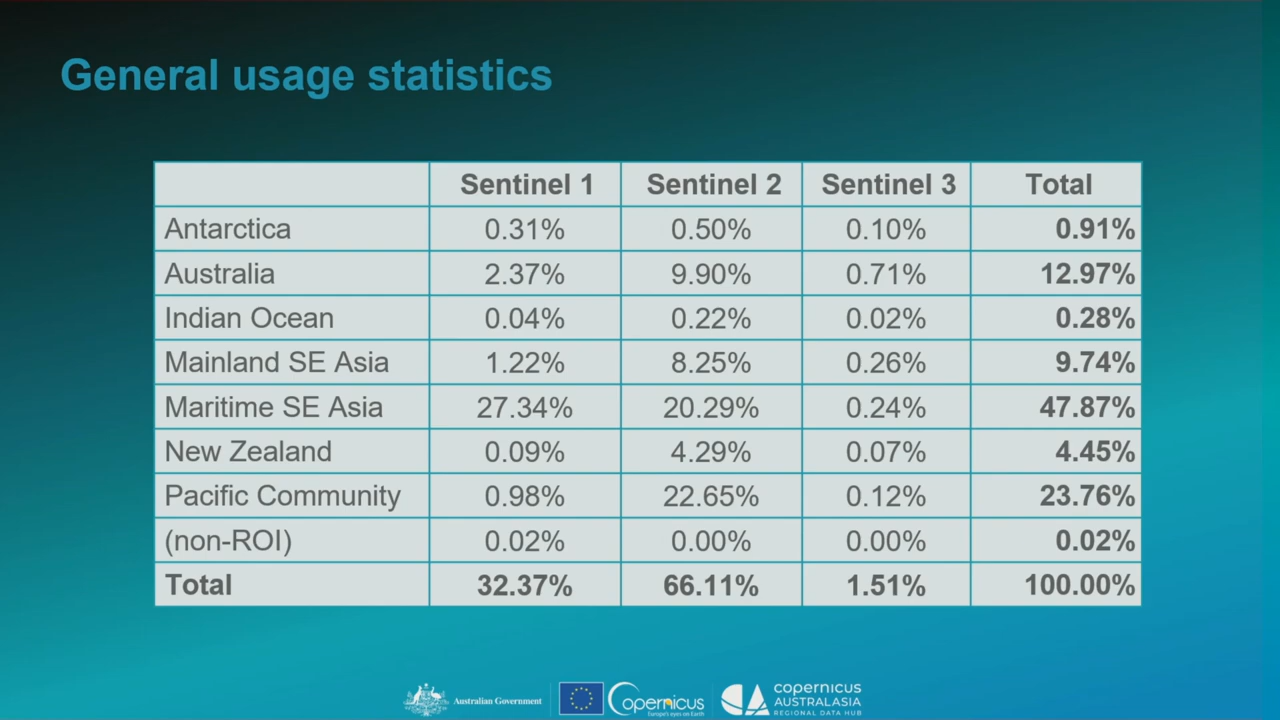 General usage statistics
Sentinel 1 Sentinel 2 Sentinel 3 Total
Antarctica 0.31% 0.50% 0.10% 0.91%
Australia 2.37% 9.90% 0.71% 12.97%
Indian Ocean 0.04% 0.22% 0.02% 0.28%
Mainland SE Asia 1.22% 8.25% 0.26% 9.74%
Maritime SE Asia 27.34% 20.29% 0.24% 47.87%
New Zealand 0.09% 4.29% 0.07% 4.45%
Pacific Community 0.98% 22.65% 0.12% 23.76%
(non-ROI) 0.02% 0.00% 0.00% 0.02%
Total 32.37% 66.11% 1.51% 100.00%
Australian Government
opernicus
Europe's eyes on Earth
copernicus
AUSTRALASIA
REGIONAL DATA HUB